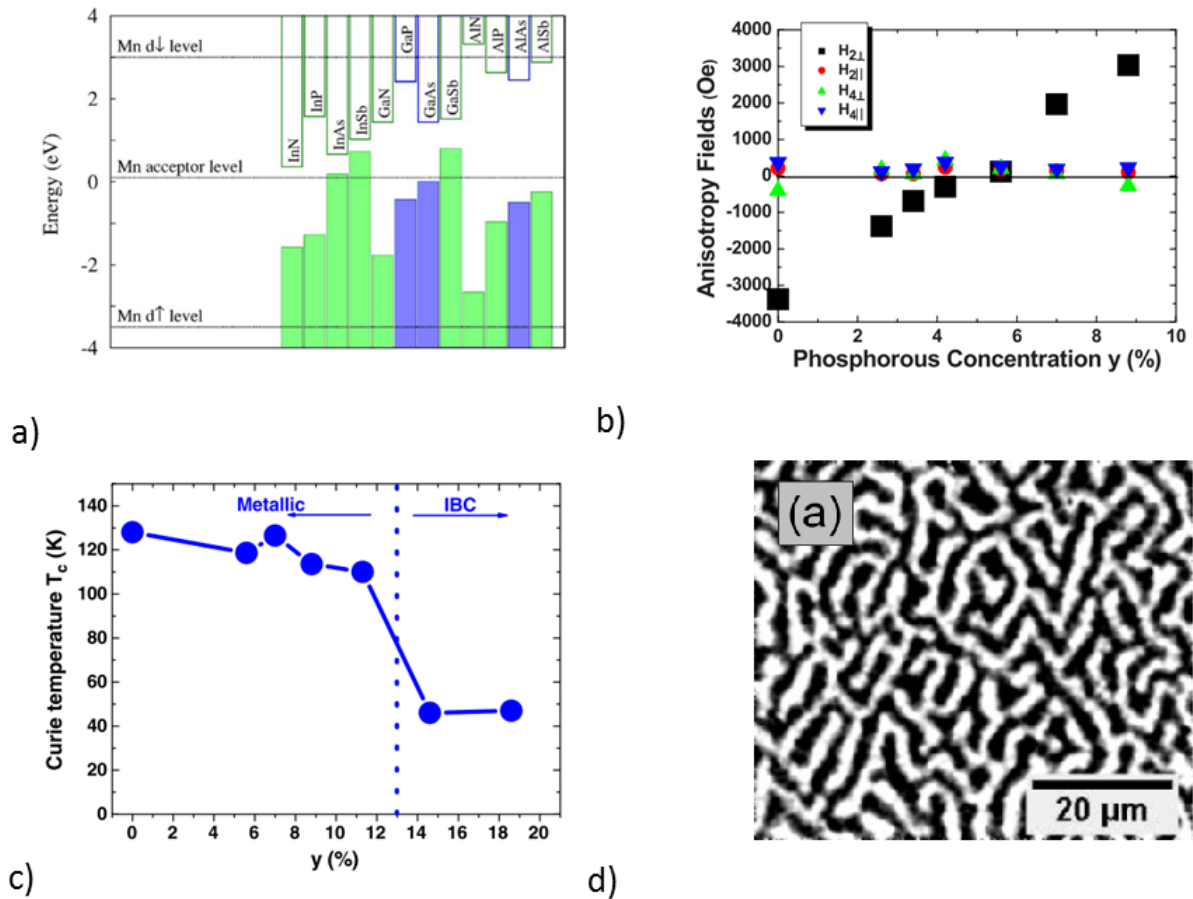 Mn d↓ level
Mn acceptor level
Mn d↑ level
Energy (eV)
4
2
0
-2
-4
InN
InP
InAs
InSb
GaN
GaP
GaAs
GaSb
AlN
AlP
AlAs
AlSb
a)
H2⊥
H2||
H4⊥
H4||
Anisotropy Fields (Oe)
4000
3000
2000
1000
0
-1000
-2000
-3000
-4000
0 2 4 6 8 10
Phosphorous Concentration y (%)
b)
Metallic
IBC
Curie temperature Tc (K)
140
120
100
80
60
40
20
0
0 2 4 6 8 10 12 14 16 18 20
y (%)
c)
(a)
20 µm
d)